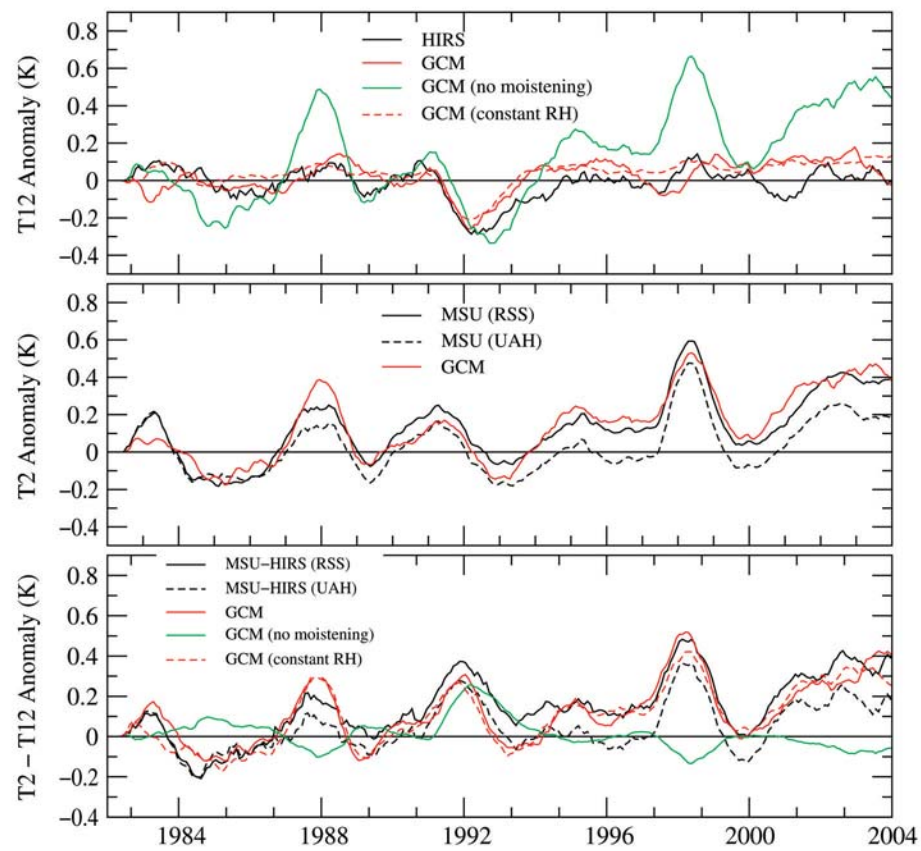 T12 Anomaly (K)
0.8
0.6
0.4
0.2
0
−0.2
−0.4
HIRS
GCM
GCM (no moistening)
GCM (constant RH)
T2 Anomaly (K)
0.8
0.6
0.4
0.2
0
−0.2
−0.4
MSU (RSS)
MSU (UAH)
GCM
T2 − T12 Anomaly (K)
0.8
0.6
0.4
0.2
0
−0.2
−0.4
MSU−HIRS (RSS)
MSU−HIRS (UAH)
GCM
GCM (no moistening)
GCM (constant RH)
1984 1988 1992 1996 2000 2004